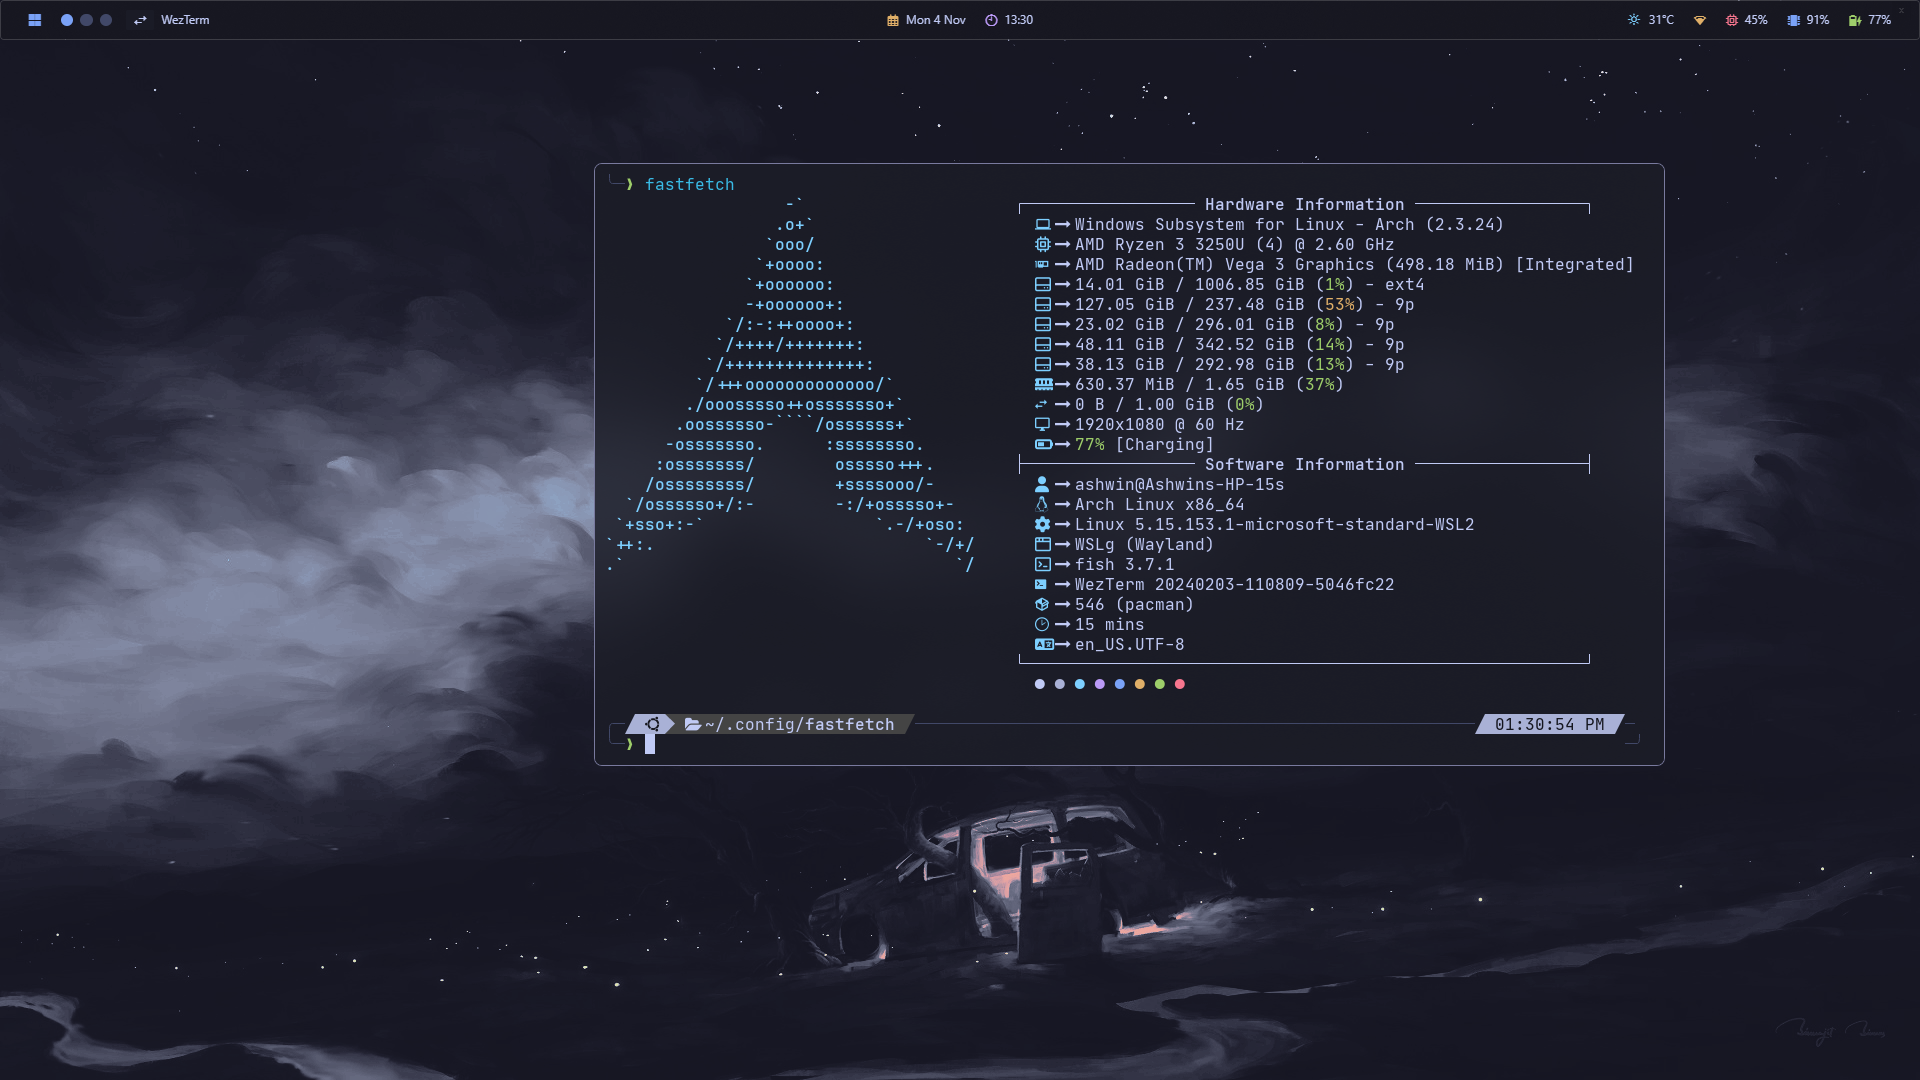 WezTerm
Mon 4 Nov 13:30
31°C 45% 91% 77%
fastfetch
-`
.o+`
`ooo/
`+oooo:
`+oooooo:
-+oooooo+:
`/:-:++oooo+:
`/++++/+++++++:
`/++++++++++++++:
`/+++ooooooooooooo/`
./ooosssso++osssssso+`
.oossssso-````/ossssss+`
-osssssso. :ssssssso.
:osssssss/ osssso+++.
/ossssssss/ +ssssooo/-
`/ossssso+/:- -:/+osssso+-
`+sso+:-` `.-/+oso:
`++:. `-/+/
.` `/
Hardware Information
Windows Subsystem for Linux - Arch (2.3.24)
AMD Ryzen 3 3250U (4) @ 2.60 GHz
AMD Radeon(TM) Vega 3 Graphics (498.18 MiB) [Integrated]
14.01 GiB / 1006.85 GiB (1%) - ext4
127.05 GiB / 237.48 GiB (53%) - 9p
23.02 GiB / 296.01 GiB (8%) - 9p
48.11 GiB / 342.52 GiB (14%) - 9p
38.13 GiB / 292.98 GiB (13%) - 9p
630.37 MiB / 1.65 GiB (37%)
0 B / 1.00 GiB (0%)
1920x1080 @ 60 Hz
77% [Charging]
Software Information
ashwin@Ashwins-HP-15s
Arch Linux x86_64
Linux 5.15.153.1-microsoft-standard-WSL2
WSLg (Wayland)
fish 3.7.1
WezTerm 20240203-110809-5046fc22
546 (pacman)
15 mins
en_US.UTF-8
~/.config/fastfetch 01:30:54 PM